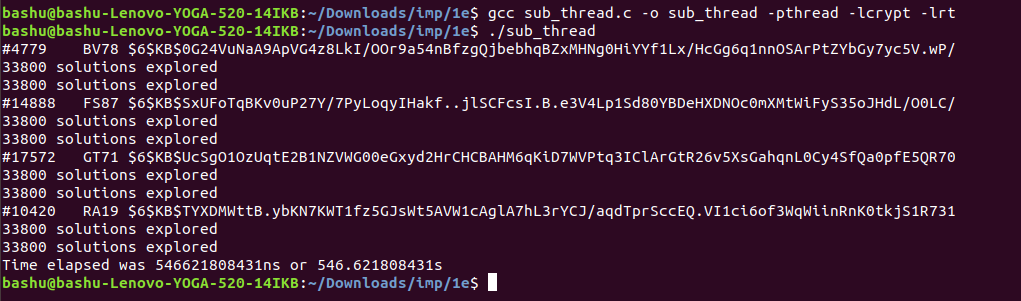 bashu@bashu-Lenovo-YOGA-520-14IKB:~/Downloads/imp/1e$ gcc sub_thread.c -o sub_thread -pthread -lcrypt -lrt
bashu@bashu-Lenovo-YOGA-520-14IKB:~/Downloads/imp/1e$ ./sub_thread
#4779   BV78 $6$KB$0G24VuNaA9ApVG4z8LkI/OOr9a54nBfzgQjbebhqBZxMHNg0HiYYf1Lx/HcGg6q1nnOSArPtZYbGy7yc5V.wP/
33800 solutions explored
33800 solutions explored
#14888   FS87 $6$KB$SxUFoTqBKv0uP27Y/7PyLoqyIHakf..jlSCFcsI.B.e3V4Lp1Sd80YBDeHXDNOc0mXMtWiFyS35oJHdL/O0LC/
33800 solutions explored
33800 solutions explored
#17572   GT71 $6$KB$UcSgO1OzUqtE2B1NZVWG00eGxyd2HrCHCBAHM6qKiD7WVPtq3IClArGtR26v5XsGahqnL0Cy4SfQa0pfE5QR70
33800 solutions explored
33800 solutions explored
#10420   RA19 $6$KB$TYXDMWttB.ybKN7KWT1fz5GJsWt5AVW1cAglA7hL3rYCJ/aqdTprSccEQ.VI1ci6of3WqWiinRnK0tkjS1R731
33800 solutions explored
33800 solutions explored
Time elapsed was 546621808431ns or 546.621808431s
bashu@bashu-Lenovo-YOGA-520-14IKB:~/Downloads/imp/1e$